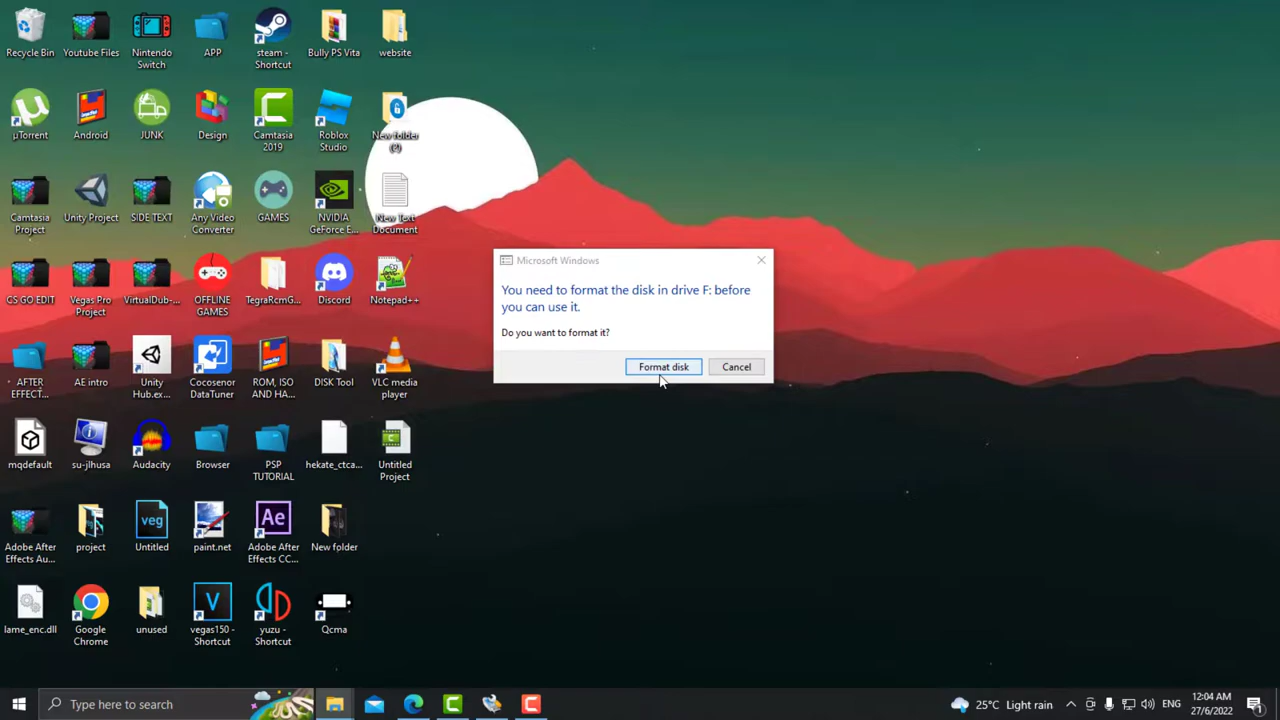 Recycle Bin
Youtube Files
Nintendo
Switch
APP
steam -
Shortcut
Bully PS Vita
website
µTorrent
Android
JUNK
Design
Camtasia
2019
Roblox
Studio
New folder
(2)
Camtasia
Project
Unity Project
SIDE TEXT
Any Video
Converter
GAMES
NVIDIA
GeForce E...
New Text
Document
CS GO EDIT
Vegas Pro
Project
VirtualDub-...
OFFLINE
GAMES
TegraRcmG...
Discord
Notepad++
AFTER
EFFECT...
AE intro
Unity
Hub.ex...
Cocosenor
DataTuner
ROM, ISO
AND HA...
DISK Tool
VLC media
player
mqdefault
su-jlhusa
Audacity
Browser
PSP
TUTORIAL
hekate_ctca...
Untitled
Project
Adobe After
Effects Au...
project
veg
Untitled
paint.net
Ae
Adobe After
Effects CC...
New folder
lame_enc.dll
Google
Chrome
unused
V
vegas150 -
Shortcut
yuzu -
Shortcut
Qcma
Microsoft Windows
You need to format the disk in drive F: before
you can use it.
Do you want to format it?
Format disk
Cancel
Type here to search
25°C Light rain
12:04 AM
27/6/2022